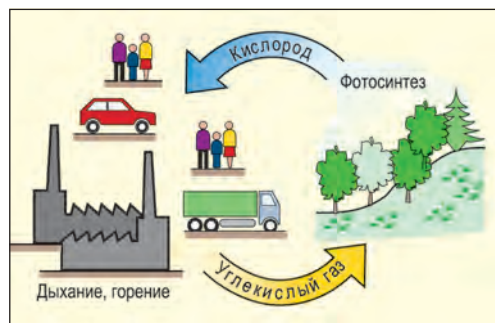 Кислород
Фотосинтез
Углекислый газ
Дыхание, горение